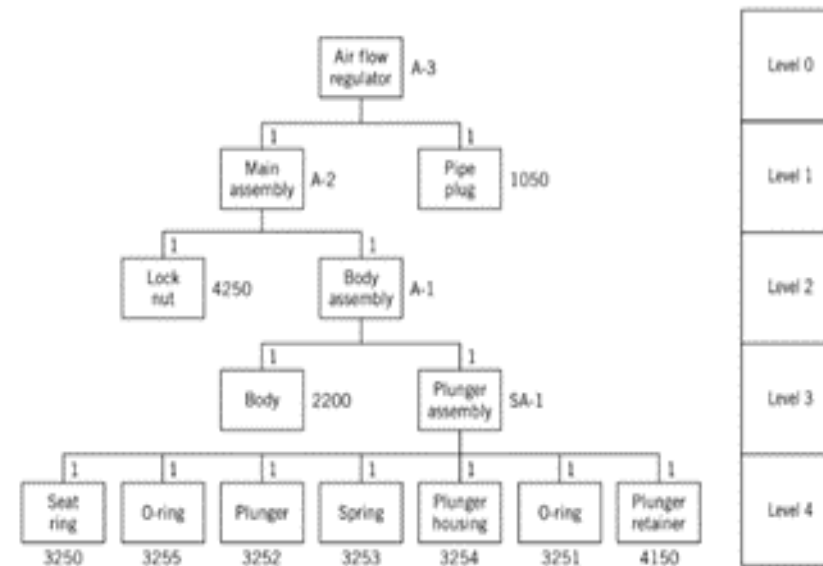 Air flow
regulator
A-3
Level 0
1
1
Main
assembly
A-2
Pipe
plug
1050
Level 1
1
1
Lock
nut
4250
Body
assembly
A-1
Level 2
1
1
Body
2200
Plunger
assembly
SA-1
Level 3
1
1
1
1
1
1
1
Seat
ring
O-ring
Plunger
Spring
Plunger
housing
O-ring
Plunger
retainer
Level 4
3250
3255
3252
3253
3254
3251
4150